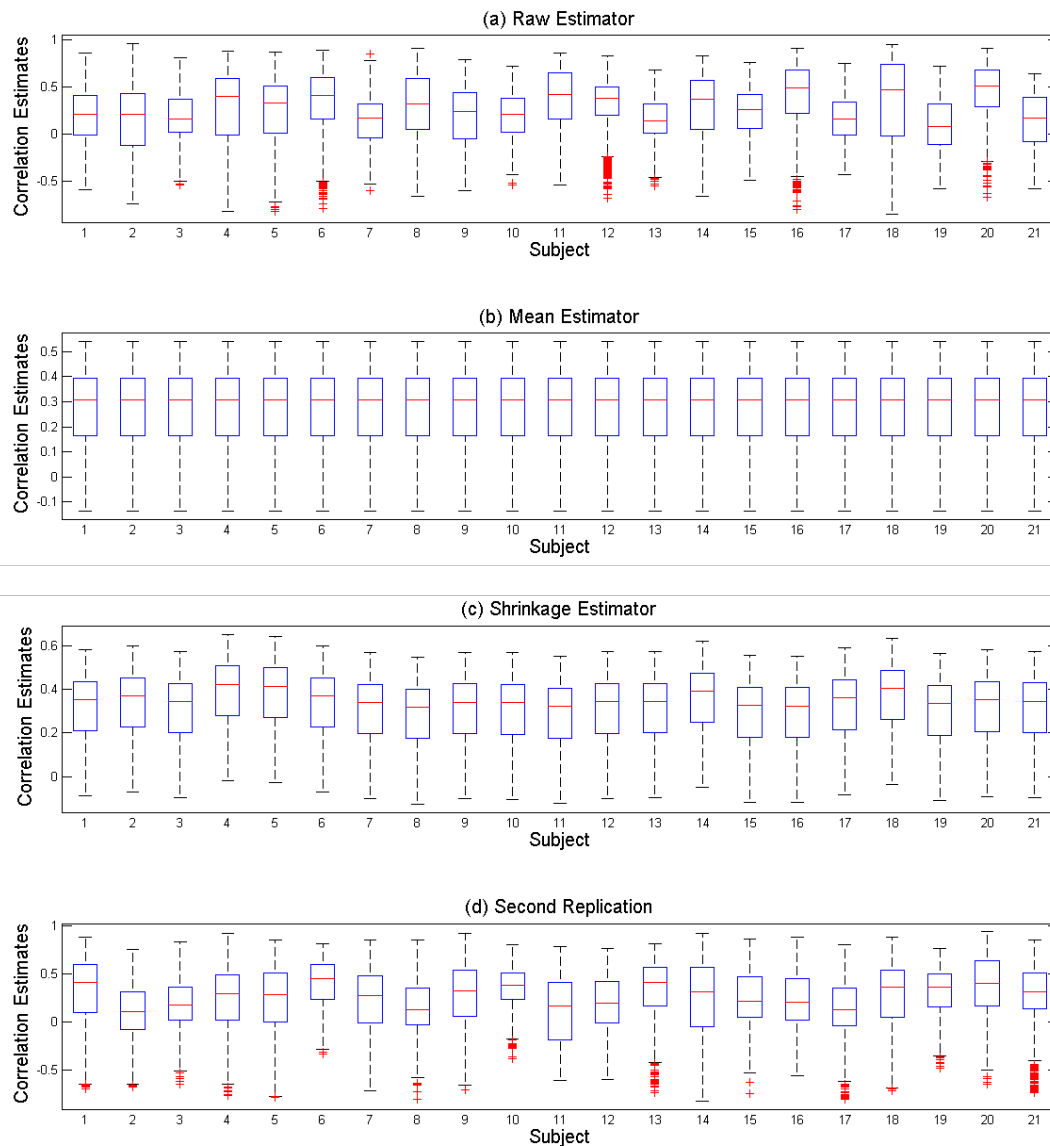 (a) Raw Estimator
Correlation Estimates
1
0.5
0
-0.5
1 2 3 4 5 6 7 8 9 10 11 12 13 14 15 16 17 18 19 20 21
Subject
(b) Mean Estimator
Correlation Estimates
0.5
0.4
0.3
0.2
0.1
0
-0.1
1 2 3 4 5 6 7 8 9 10 11 12 13 14 15 16 17 18 19 20 21
Subject
(c) Shrinkage Estimator
Correlation Estimates
0.6
0.4
0.2
0
1 2 3 4 5 6 7 8 9 10 11 12 13 14 15 16 17 18 19 20 21
Subject
(d) Second Replication
Correlation Estimates
1
0.5
0
-0.5
1 2 3 4 5 6 7 8 9 10 11 12 13 14 15 16 17 18 19 20 21
Subject